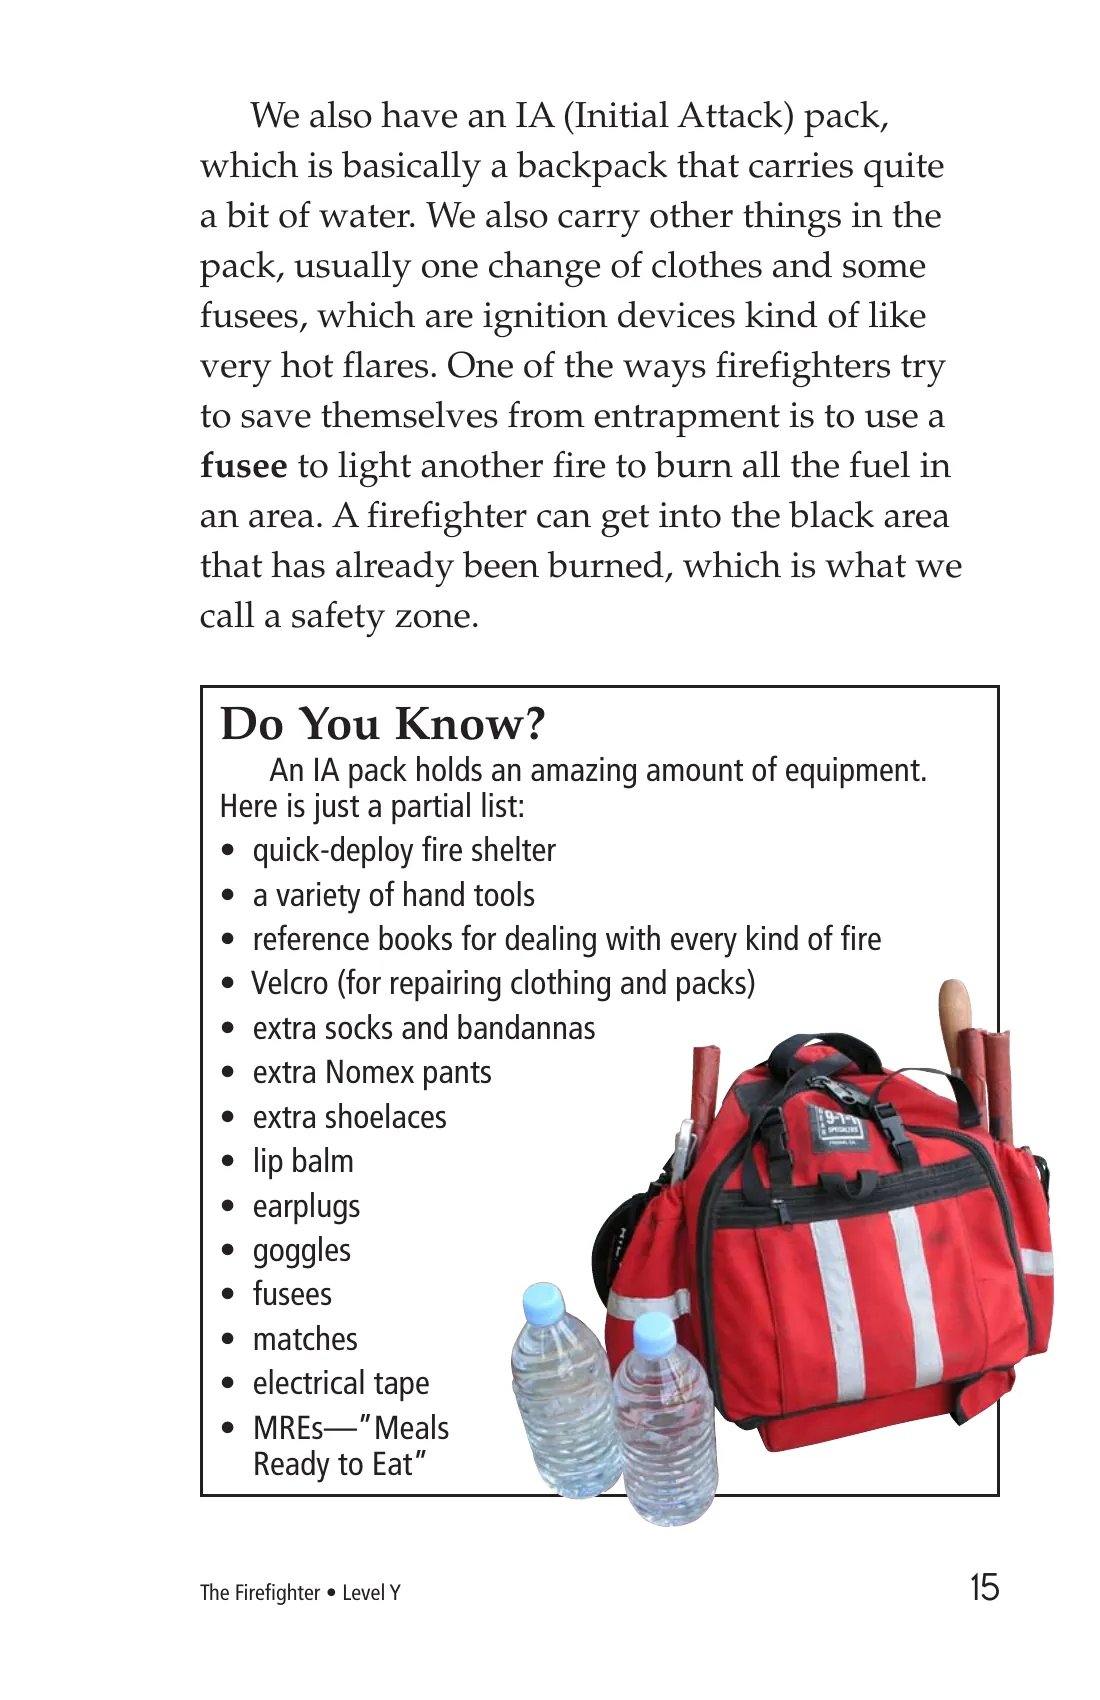 We also have an IA (Initial Attack) pack,
which is basically a backpack that carries quite
a bit of water. We also carry other things in the
pack, usually one change of clothes and some
fusees, which are ignition devices kind of like
very hot flares. One of the ways firefighters try
to save themselves from entrapment is to use a
fusee to light another fire to burn all the fuel in
an area. A firefighter can get into the black area
that has already been burned, which is what we
call a safety zone.
Do You Know?
An IA pack holds an amazing amount of equipment.
Here is just a partial list:
• quick-deploy fire shelter
• a variety of hand tools
• reference books for dealing with every kind of fire
• Velcro (for repairing clothing and packs)
• extra socks and bandannas
• extra Nomex pants
• extra shoelaces
• lip balm
• earplugs
• goggles
• fusees
• matches
• electrical tape
• MREs—”Meals
Ready to Eat”
9-1-1
The Firefighter • Level Y
15